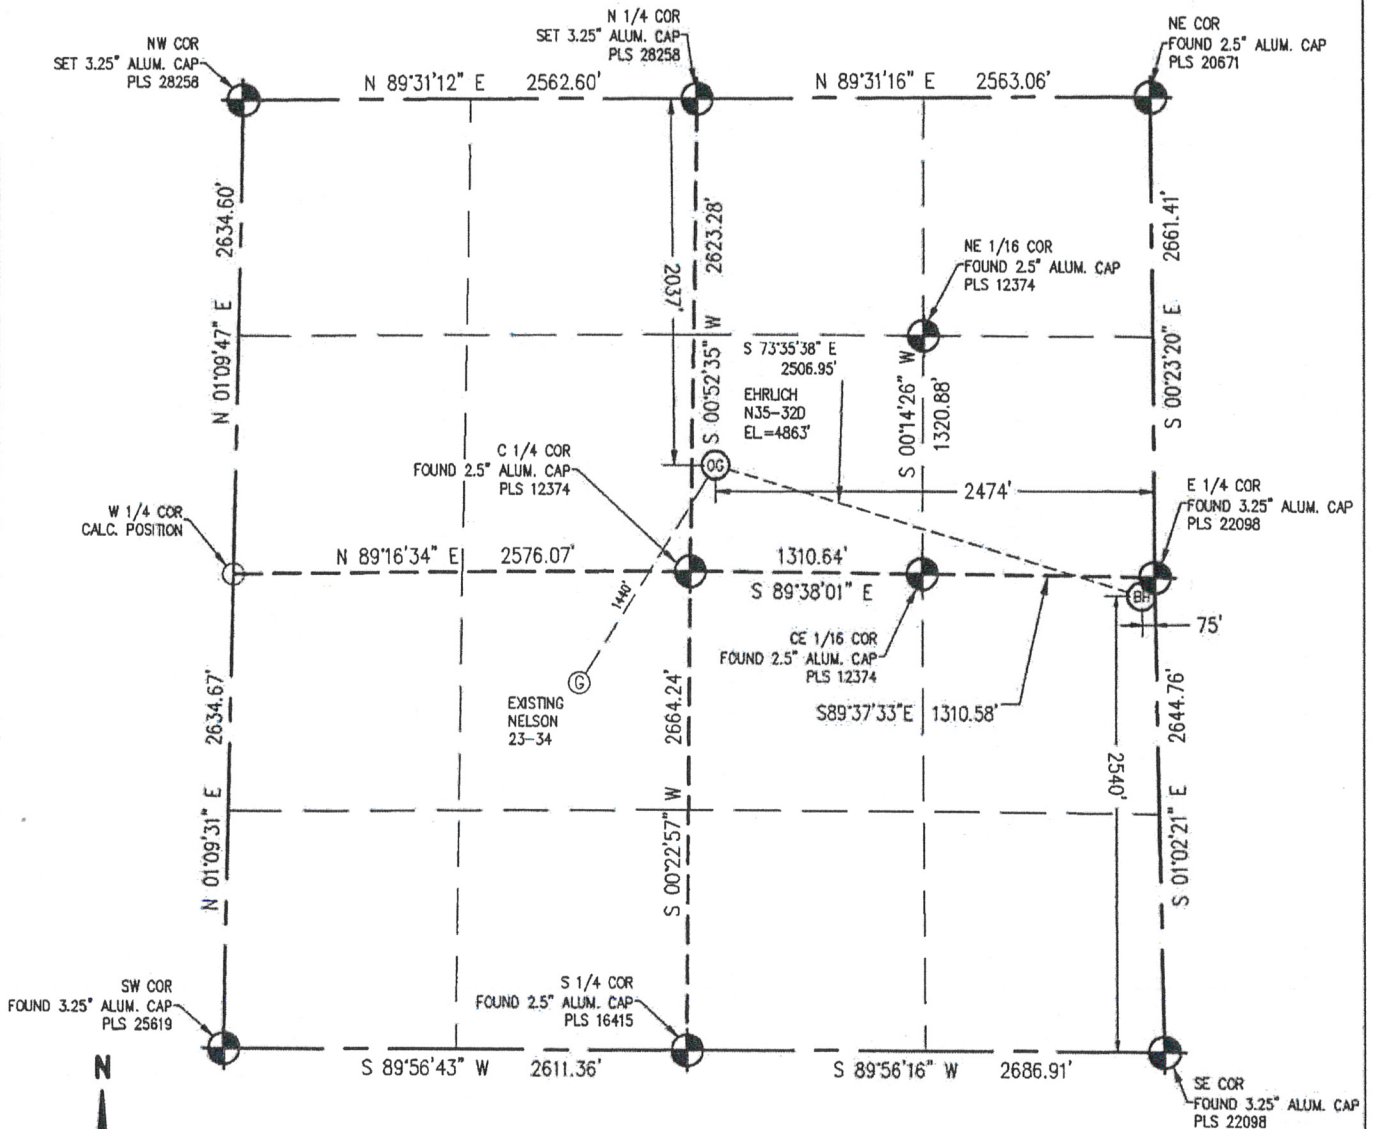 N 1/4 COR
SET 3.25" ALUM. CAP
PLS 28258
NE COR
FOUND 2.5" ALUM. CAP
PLS 20671
NW COR
SET 3.25" ALUM. CAP
PLS 28258
N 89°31'12" E 2562.60'
N 89°31'16" E 2563.06'
2634.60'
N 01°09'47" E
2037'
2623.28'
S 00°52'35" W
2661.41'
S 00°23'20" E
NE 1/16 COR
FOUND 2.5" ALUM. CAP
PLS 12374
S 73°35'38" E
2506.95'
EHRLICH
N35-32D
EL.=4863'
S 00°14'26" W
1320.88'
C 1/4 COR
FOUND 2.5" ALUM. CAP
PLS 12374
OG
2474'
E 1/4 COR
FOUND 3.25" ALUM. CAP
PLS 22098
W 1/4 COR
CALC. POSITION
N 89°16'34" E 2576.07'
1310.64'
S 89°38'01" E
1440'
BH
75'
CE 1/16 COR
FOUND 2.5" ALUM. CAP
PLS 12374
G
EXISTING
NELSON
23-34
S89°37'33"E 1310.58'
2634.67'
N 01°09'31" E
2664.24'
S 00°22'57" W
2540'
2644.76'
S 01°02'21" E
SW COR
FOUND 3.25" ALUM. CAP
PLS 25619
S 1/4 COR
FOUND 2.5" ALUM. CAP
PLS 16415
N
S 89°56'43" W 2611.36'
S 89°56'16" W 2686.91'
SE COR
FOUND 3.25" ALUM. CAP
PLS 22098